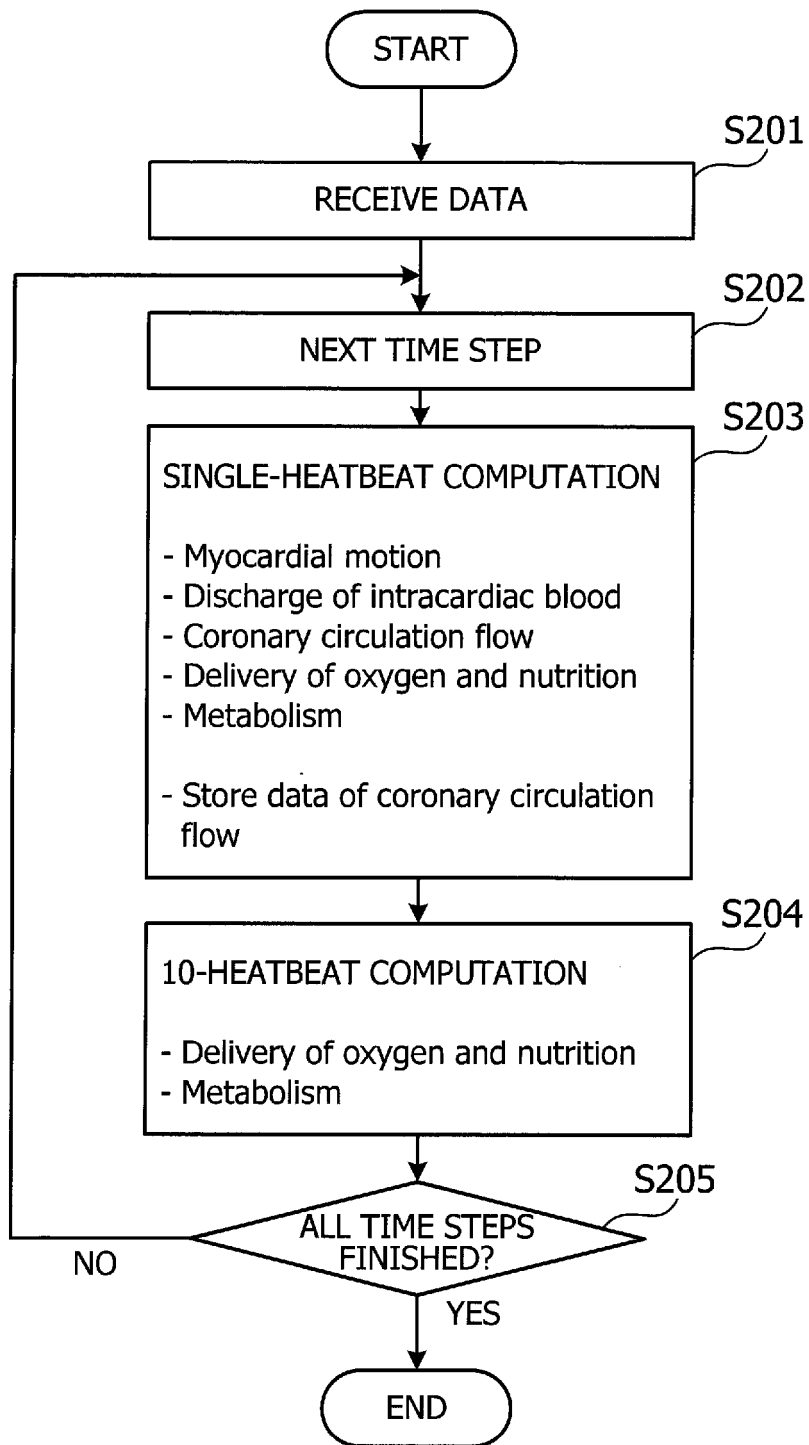 START
S201
RECEIVE DATA
S202
NEXT TIME STEP
S203
SINGLE-HEATBEAT COMPUTATION
- Myocardial motion
- Discharge of intracardiac blood
- Coronary circulation flow
- Delivery of oxygen and nutrition
- Metabolism
- Store data of coronary circulation
flow
S204
10-HEATBEAT COMPUTATION
- Delivery of oxygen and nutrition
- Metabolism
S205
ALL TIME STEPS
FINISHED?
NO
YES
END